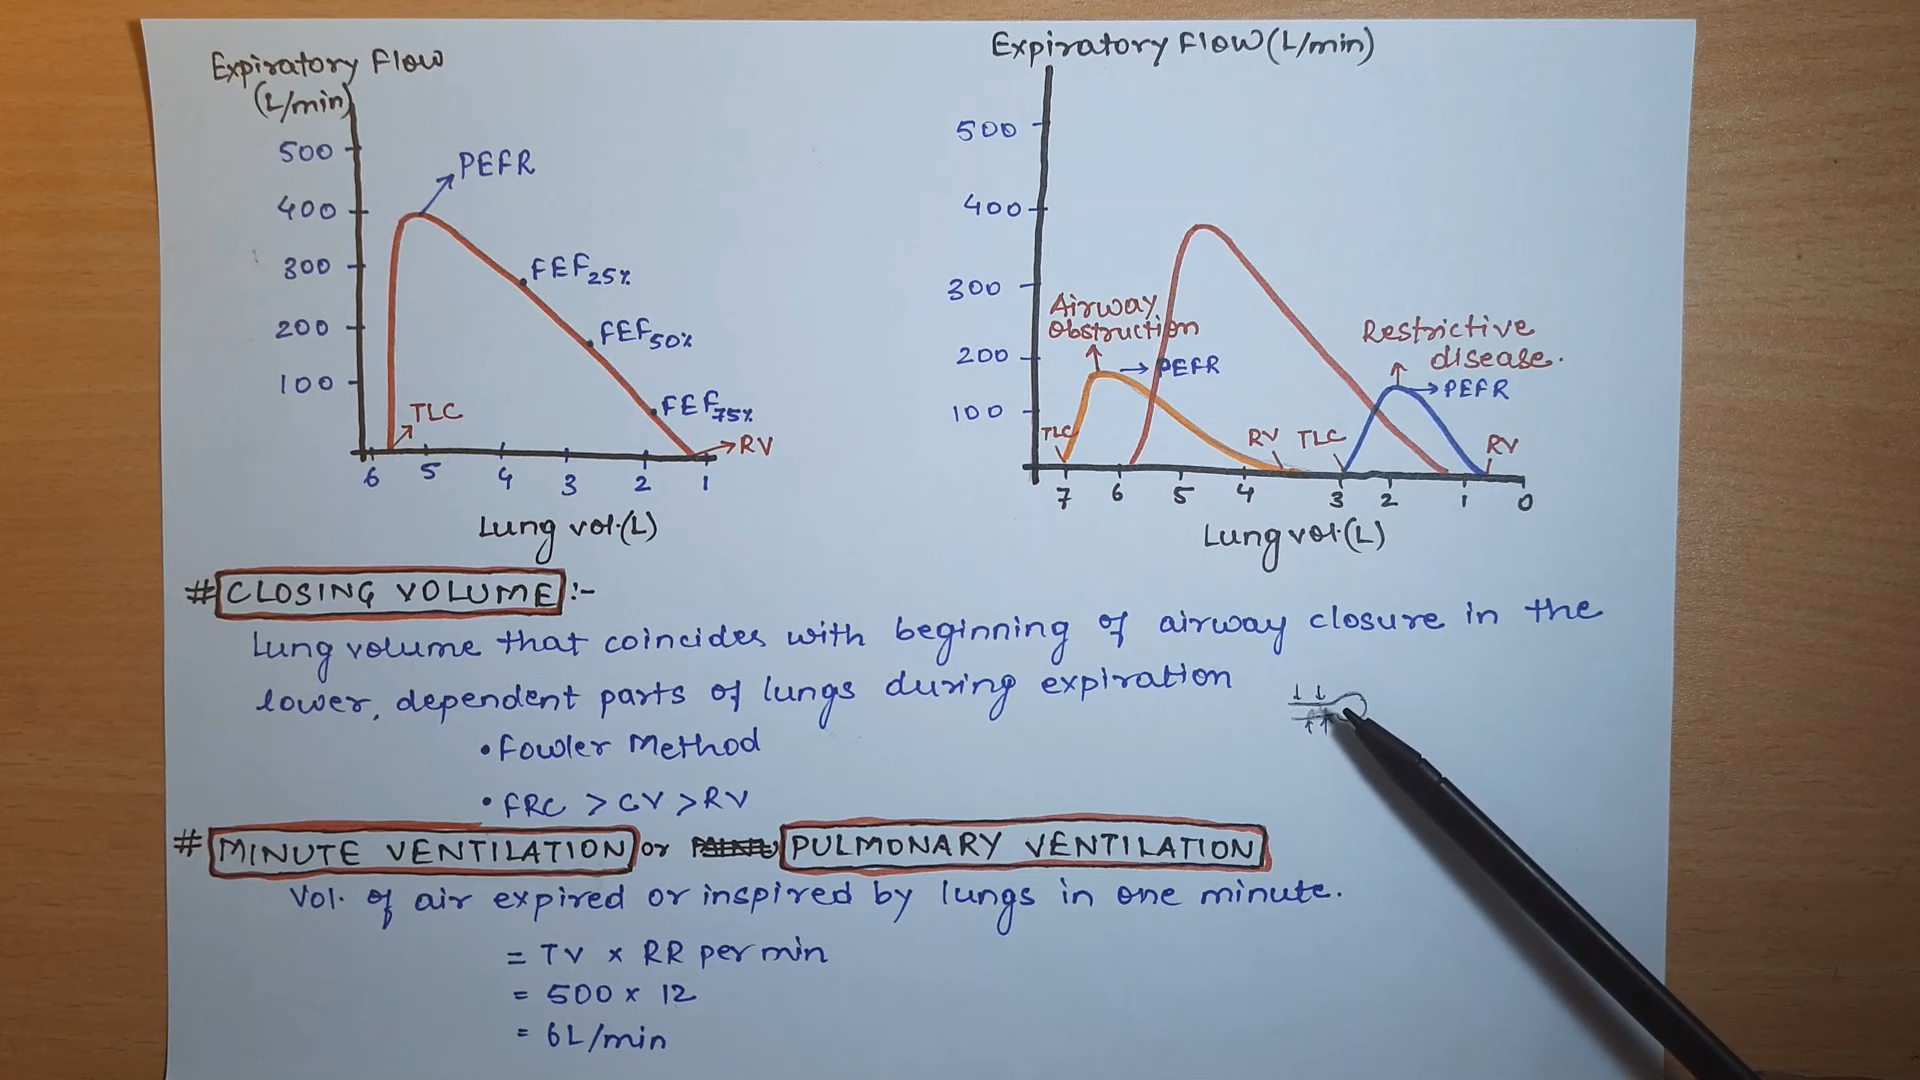 Expiratory Flow
(L/min)
500
400
300
200
100
PEFR
FEF25%
FEF50%
FEF75%
TLC
RV
6 5 4 3 2 1
Lung vol.(L)
Expiratory Flow(L/min)
500
400
300
200
100
Airway
Obstruction
→PEFR
Restrictive
disease.
→PEFR
TLC
RV
TLC
RV
7 6 5 4 3 2 1 0
Lung vol.(L)
# CLOSING VOLUME :-
Lung volume that coincides with beginning of airway closure in the
lower, dependent parts of lungs during expiration
• Fowler Method
• FRC > CV > RV
# MINUTE VENTILATION or PULMONARY VENTILATION
Vol. of air expired or inspired by lungs in one minute.
= TV × RR per min
= 500 × 12
= 6L/min